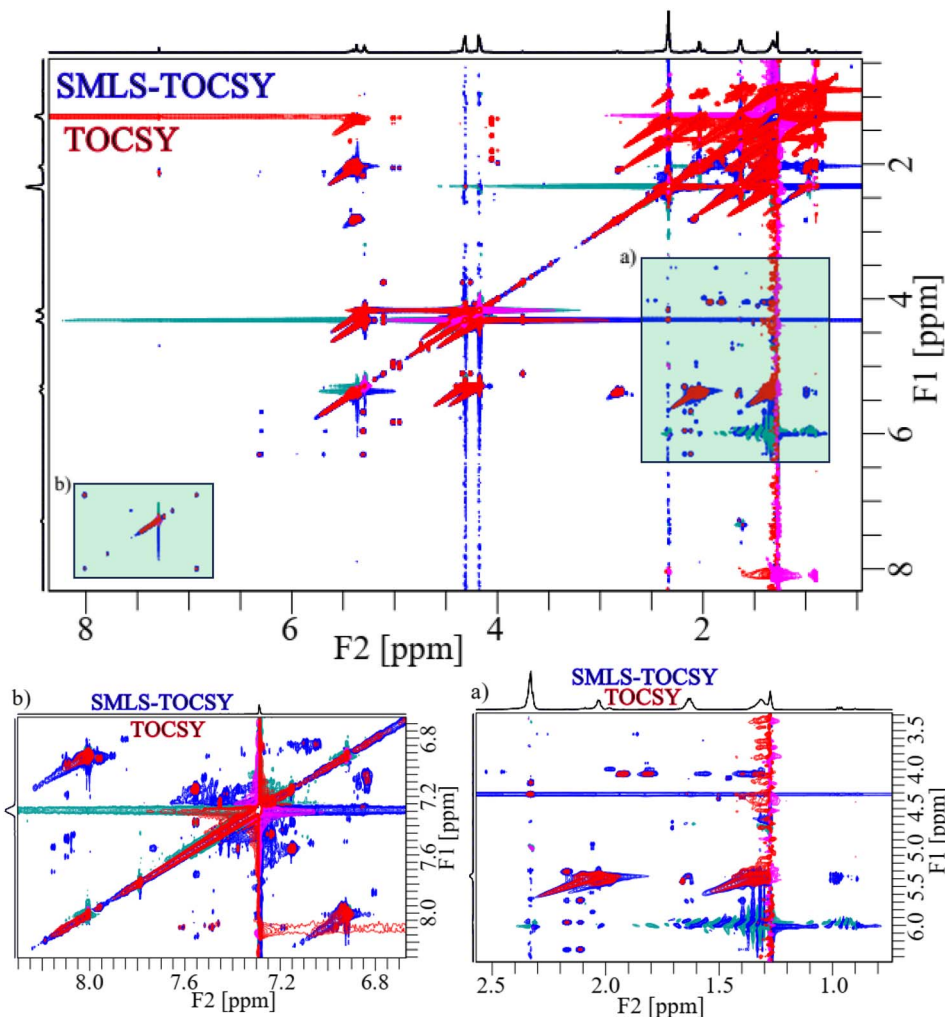 SMLS-TOCSY
TOCSY
a)
b)
2
4
6
8
F1 [ppm]
8
6
4
2
F2 [ppm]
b)
SMLS-TOCSY
TOCSY
6.8
7.2
7.6
8.0
F1 [ppm]
8.0
7.6
7.2
6.8
F2 [ppm]
a)
SMLS-TOCSY
TOCSY
3.5
4.0
4.5
5.0
5.5
6.0
F1 [ppm]
2.5
2.0
1.5
1.0
F2 [ppm]